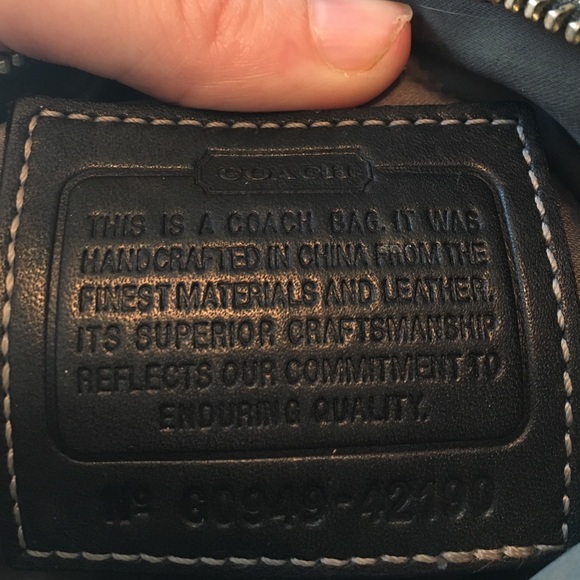 COACH
THIS IS A COACH BAG. IT WAS
HANDCRAFTED IN CHINA FROM THE
FINEST MATERIALS AND LEATHER.
ITS SUPERIOR CRAFTSMANSHIP
REFLECTS OUR COMMITMENT TO
ENDURING QUALITY.
Nº 60949-42190